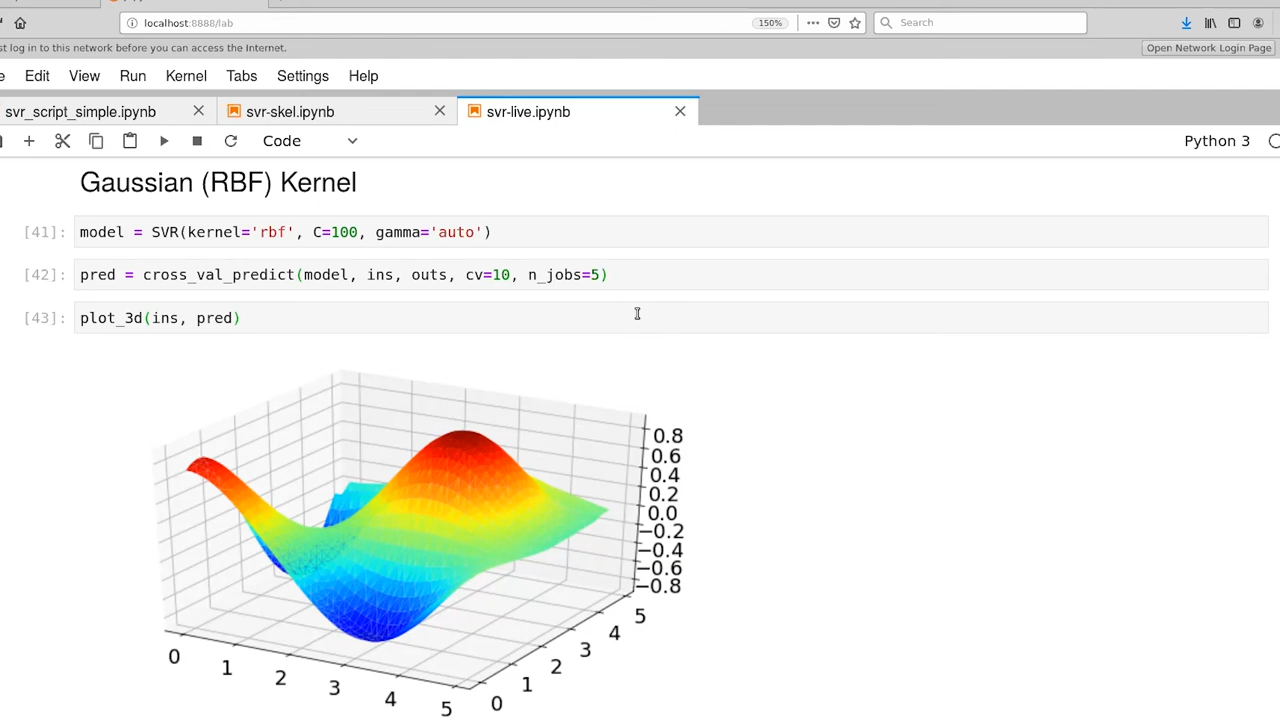 localhost:8888/lab
150%
Search
st log in to this network before you can access the Internet.
Open Network Login Page
e Edit View Run Kernel Tabs Settings Help
svr_script_simple.ipynb
svr-skel.ipynb
svr-live.ipynb
Code
Python 3
Gaussian (RBF) Kernel
[41]: model = SVR(kernel='rbf', C=100, gamma='auto')
[42]: pred = cross_val_predict(model, ins, outs, cv=10, n_jobs=5)
[43]: plot_3d(ins, pred)
0.8
0.6
0.4
0.2
0.0
−0.2
−0.4
−0.6
−0.8
0 1 2 3 4 5
0 1 2 3 4 5